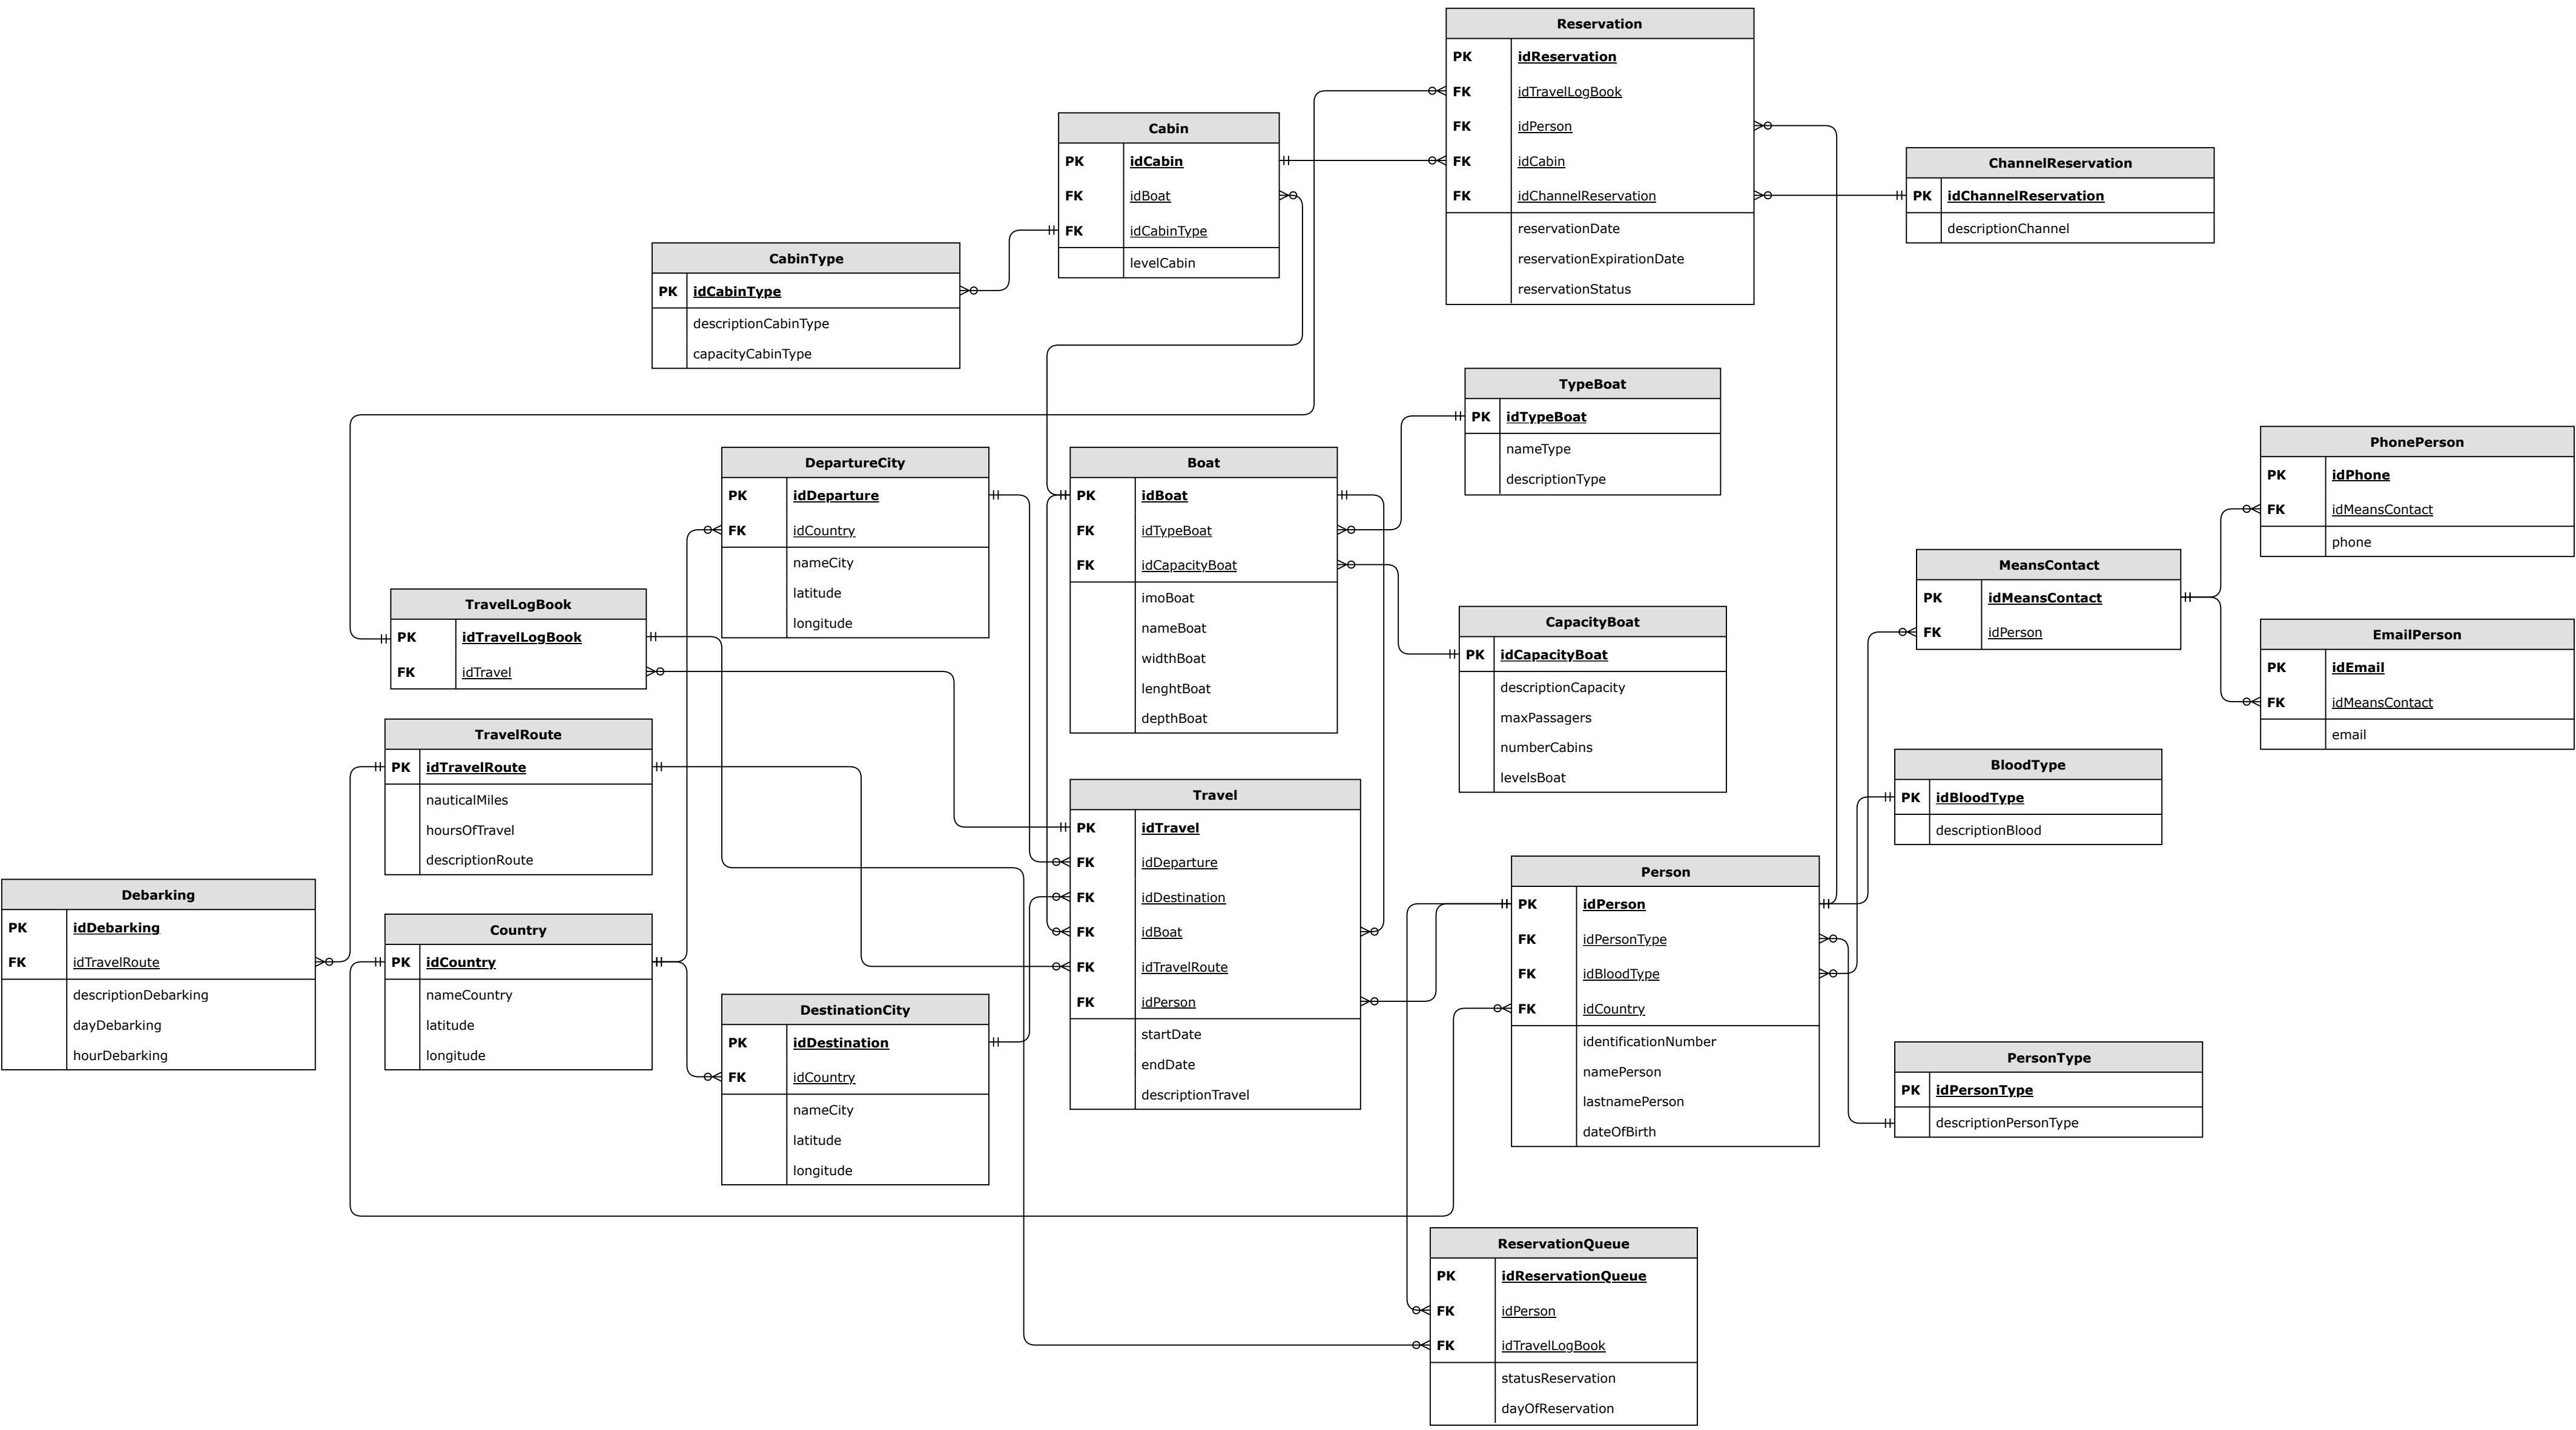 Reservation
PK idReservation
FK idTravelLogBook
FK idPerson
FK idCabin
FK idChannelReservation
reservationDate
reservationExpirationDate
reservationStatus
Cabin
PK idCabin
FK idBoat
FK idCabinType
levelCabin
ChannelReservation
PK idChannelReservation
descriptionChannel
CabinType
PK idCabinType
descriptionCabinType
capacityCabinType
TypeBoat
PK idTypeBoat
nameType
descriptionType
DepartureCity
PK idDeparture
FK idCountry
nameCity
latitude
longitude
Boat
PK idBoat
FK idTypeBoat
FK idCapacityBoat
imoBoat
nameBoat
widthBoat
lenghtBoat
depthBoat
PhonePerson
PK idPhone
FK idMeansContact
phone
MeansContact
PK idMeansContact
FK idPerson
EmailPerson
PK idEmail
FK idMeansContact
email
TravelLogBook
PK idTravelLogBook
FK idTravel
CapacityBoat
PK idCapacityBoat
descriptionCapacity
maxPassagers
numberCabins
levelsBoat
TravelRoute
PK idTravelRoute
nauticalMiles
hoursOfTravel
descriptionRoute
BloodType
PK idBloodType
descriptionBlood
Travel
PK idTravel
FK idDeparture
FK idDestination
FK idBoat
FK idTravelRoute
FK idPerson
startDate
endDate
descriptionTravel
Person
PK idPerson
FK idPersonType
FK idBloodType
FK idCountry
identificationNumber
namePerson
lastnamePerson
dateOfBirth
Debarking
PK idDebarking
FK idTravelRoute
descriptionDebarking
dayDebarking
hourDebarking
Country
PK idCountry
nameCountry
latitude
longitude
DestinationCity
PK idDestination
FK idCountry
nameCity
latitude
longitude
PersonType
PK idPersonType
descriptionPersonType
ReservationQueue
PK idReservationQueue
FK idPerson
FK idTravelLogBook
statusReservation
dayOfReservation